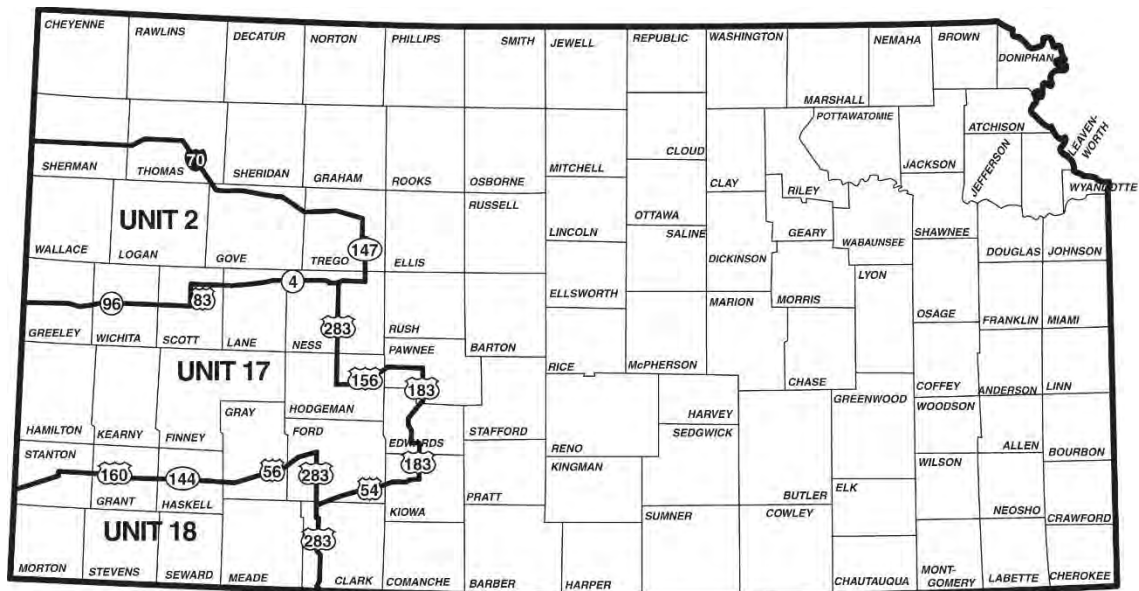 CHEYENNE
RAWLINS
DECATUR
NORTON
PHILLIPS
SMITH
JEWELL
REPUBLIC
WASHINGTON
NEMAHA
BROWN
DONIPHAN
MARSHALL
POTTAWATOMIE
ATCHISON
LEAVEN-
WORTH
CLOUD
MITCHELL
JACKSON
JEFFERSON
70
SHERMAN
THOMAS
SHERIDAN
GRAHAM
ROOKS
OSBORNE
RUSSELL
CLAY
RILEY
WYANDOTTE
UNIT 2
OTTAWA
SALINE
LINCOLN
GEARY
WABAUNSEE
SHAWNEE
WALLACE
LOGAN
GOVE
TREGO
147
ELLIS
DICKINSON
LYON
DOUGLAS
JOHNSON
4
83
96
ELLSWORTH
MARION
MORRIS
OSAGE
FRANKLIN
MIAMI
GREELEY
WICHITA
SCOTT
LANE
NESS
283
RUSH
PAWNEE
BARTON
RICE
McPHERSON
CHASE
UNIT 17
156
183
COFFEY
ANDERSON
LINN
GREENWOOD
WOODSON
GRAY
HODGEMAN
FORD
HARVEY
SEDGWICK
HAMILTON
KEARNY
FINNEY
STANTON
EDWARDS
STAFFORD
RENO
KINGMAN
ALLEN
BOURBON
WILSON
160
144
56
283
54
183
GRANT
HASKELL
KIOWA
PRATT
BUTLER
COWLEY
ELK
NEOSHO
CRAWFORD
SUMNER
UNIT 18
283
MORTON
STEVENS
SEWARD
MEADE
CLARK
COMANCHE
BARBER
HARPER
CHAUTAUQUA
MONT-
GOMERY
LABETTE
CHEROKEE